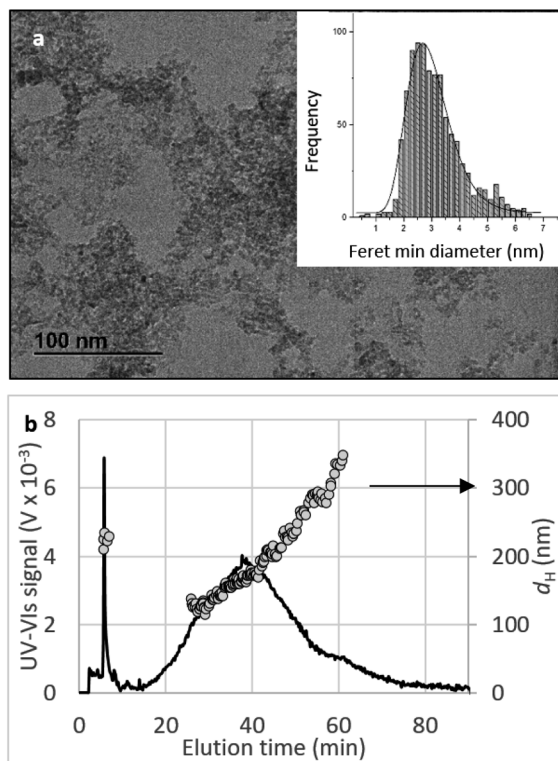 a
100
50
0
Frequency
1 2 3 4 5 6 7
Feret min diameter (nm)
100 nm
b
8
6
4
2
0
UV-VIs signal (V x 10⁻³)
400
300
200
100
0
d_H (nm)
0 20 40 60 80
Elution time (min)